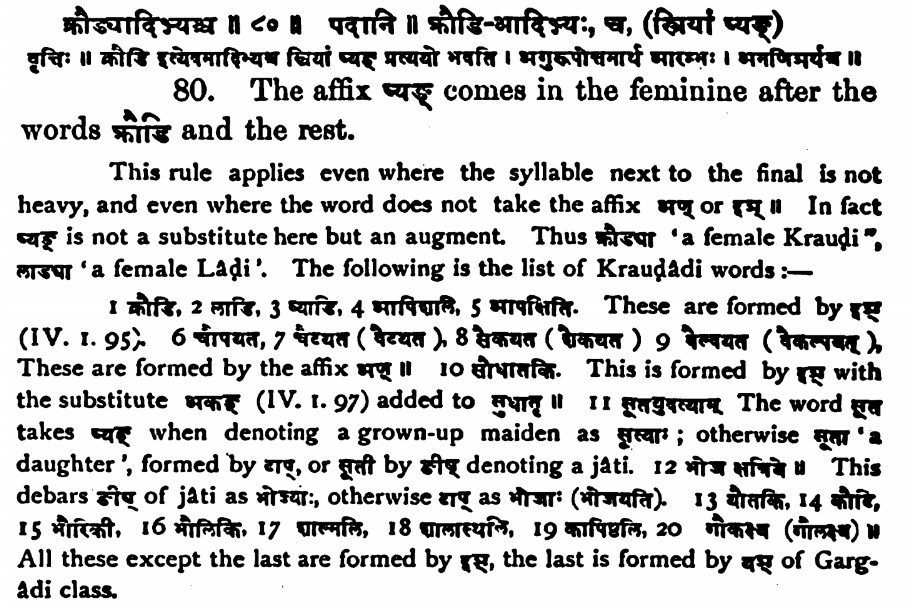 क्रौड्यादिभ्यश्च ॥ ८० ॥ पदानि ॥ क्रौडि-आदिभ्यः, च, (स्त्रियां ष्यङ्)
वृत्तिः ॥ क्रौडि इत्येवमादिभ्यश्च स्त्रियां ष्यङ् प्रत्ययो भवति । अगुरूपोत्तमार्थ आरम्भः । अनणिञर्थश्च ॥
80. The affix ष्यङ् comes in the feminine after the
words क्रौडि and the rest.
This rule applies even where the syllable next to the final is not
heavy, and even where the word does not take the affix अण् or इञ् ॥ In fact
ष्यङ् is not a substitute here but an augment. Thus क्रौड्या 'a female Krauḍi",
लाड्या 'a female Lâḍi'. The following is the list of Krauḍâdi words :—
1 क्रौडि, 2 लाडि, 3 व्याडि, 4 आपिशलि, 5 आपक्षिति. These are formed by इञ्
(IV. 1. 95). 6 चौपयत, 7 चैटयत (वैटयत), 8 सैकयत (शैकयत) 9 बैल्वयत (वैकल्पयत्),
These are formed by the affix अण् ॥ 10 सौधातकि. This is formed by इञ् with
the substitute अकङ् (IV. 1. 97) added to सुधातृ ॥ 11 सूतयुवत्याम् The word सूत
takes ष्यङ् when denoting a grown-up maiden as सूत्याः ; otherwise सूता 'a
daughter', formed by टाप्, or सूती by ङीष् denoting a jâti. 12 भोज क्षत्रिये ॥ This
debars ङीष् of jâti as भोज्याः, otherwise टाप् as भोजाः (भोजयति). 13 यौतकि, 14 कौटि,
15 भौरिकी, 16 भौलिकि, 17 शाल्मलि, 18 शालास्थलि, 19 कापिष्ठलि, 20 गौकक्ष्य (गौलक्ष्य) ॥
All these except the last are formed by इञ्, the last is formed by यञ् of Garg-
âdi class.